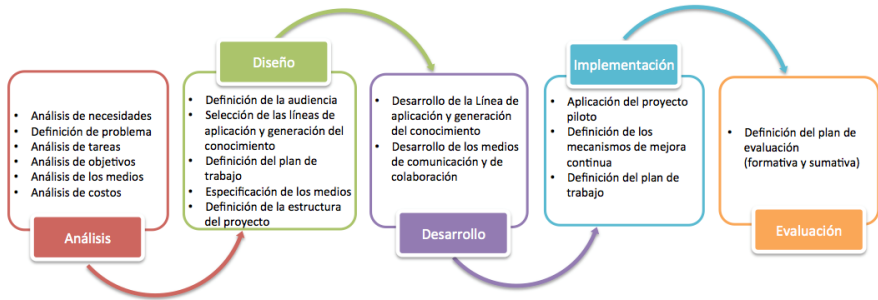 Análisis de necesidades
Definición de problema
Análisis de tareas
Análisis de objetivos
Análisis de los medios
Análisis de costos
Análisis
Diseño
Definición de la audiencia
Selección de las líneas de
aplicación y generación del
conocimiento
Definición del plan de
trabajo
Especificación de los medios
Definición de la estructura
del proyecto
Desarrollo de la Línea de
aplicación y generación
del conocimiento
Desarrollo de los medios
de comunicación y de
colaboración
Desarrollo
Implementación
Aplicación del proyecto
piloto
Definición de los
mecanismos de mejora
continua
Definición del plan de
trabajo
Definición del plan de
evaluación
(formativa y sumativa)
Evaluación